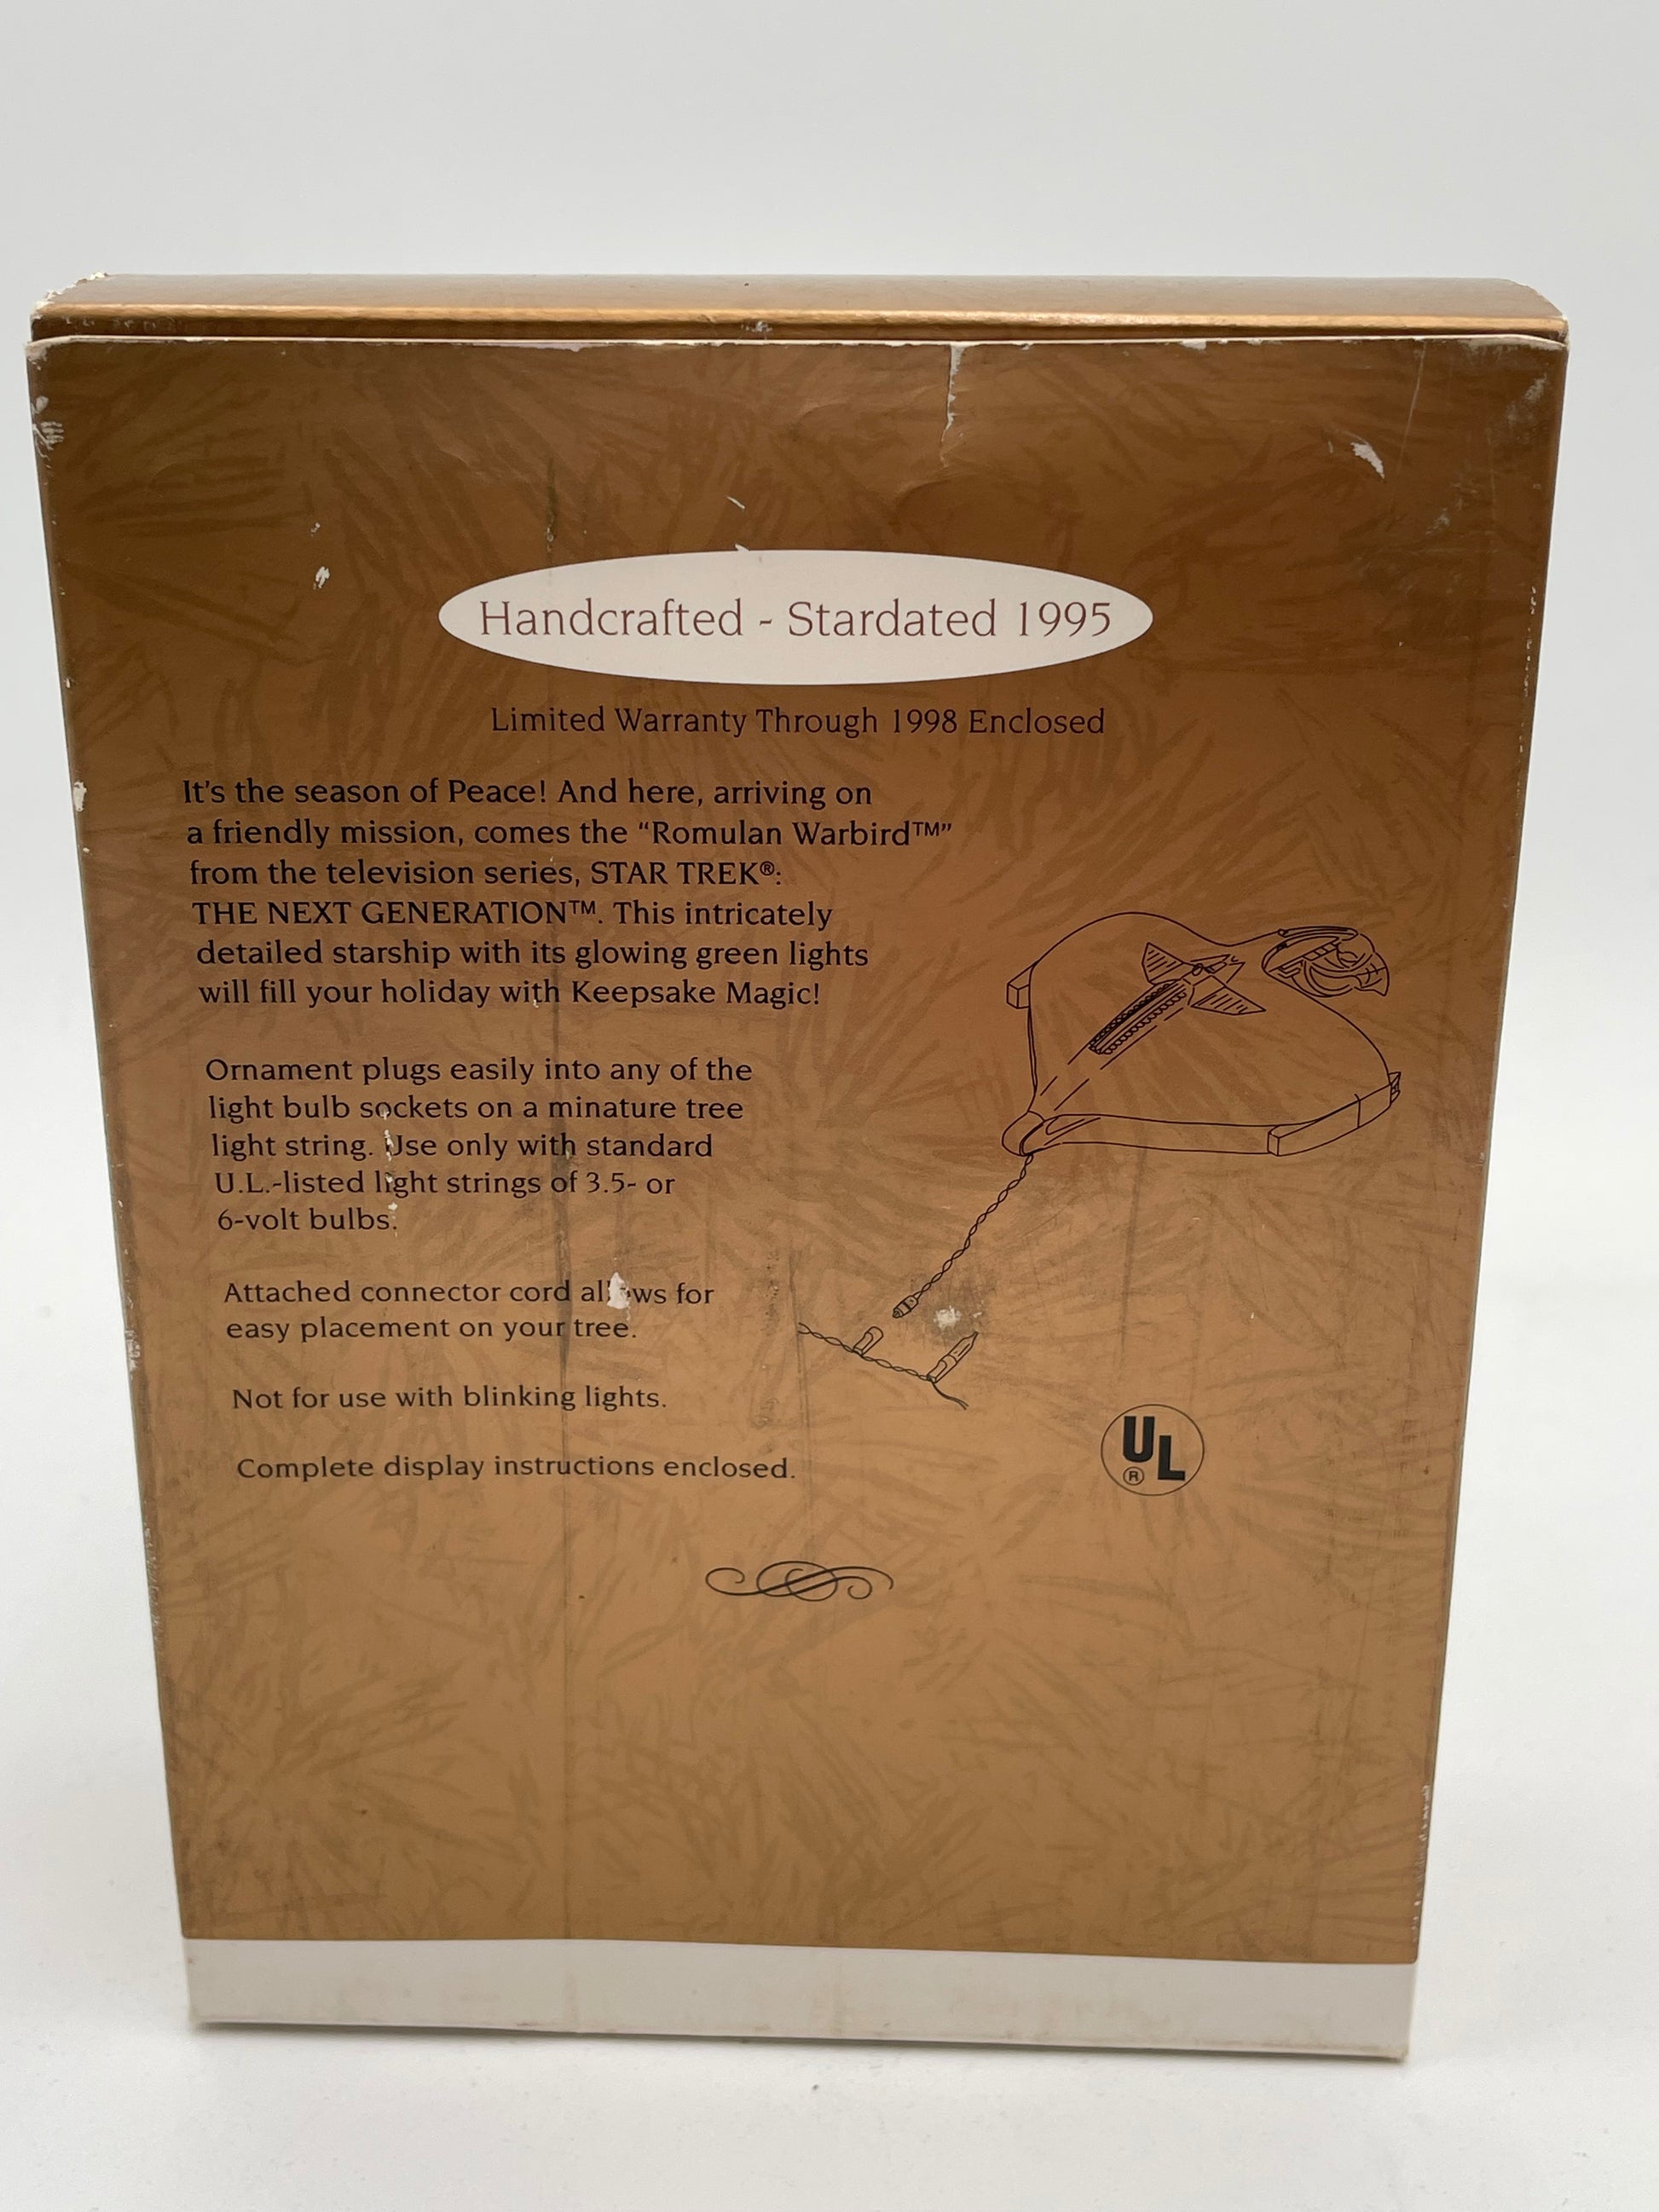 Handcrafted - Stardated 1995
Limited Warranty Through 1998 Enclosed
It's the season of Peace! And here, arriving on
a friendly mission, comes the “Romulan Warbird™”
from the television series, STAR TREK®:
THE NEXT GENERATION™. This intricately
detailed starship with its glowing green lights
will fill your holiday with Keepsake Magic!
Ornament plugs easily into any of the
light bulb sockets on a minature tree
light string. Use only with standard
U.L.-listed light strings of 3.5- or
6-volt bulbs.
Attached connector cord allows for
easy placement on your tree.
Not for use with blinking lights.
Complete display instructions enclosed.
UL®